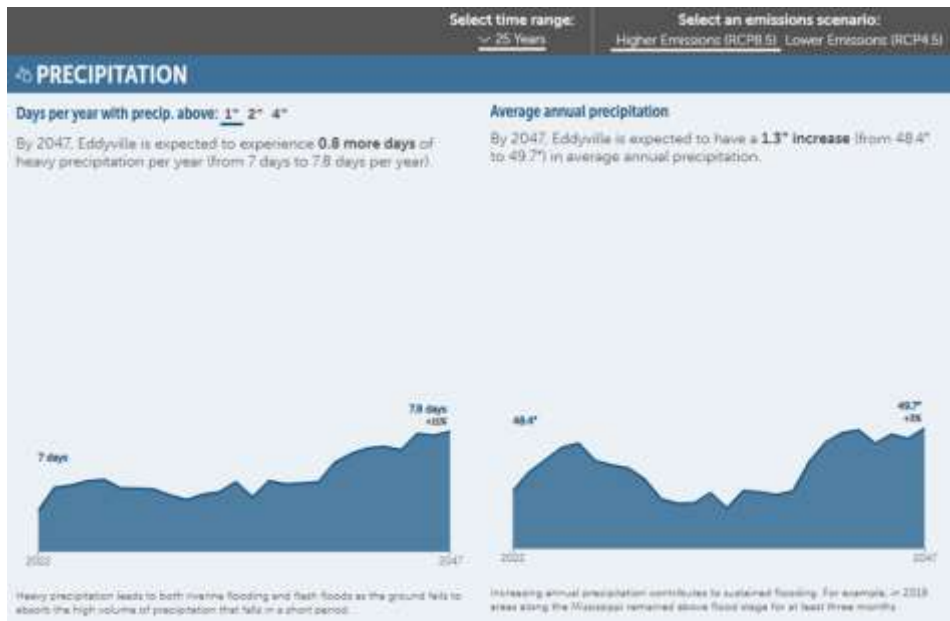 Select time range:
25 Years
Select an emissions scenario:
Higher Emissions (RCP8.5) Lower Emissions (RCP4.5)
PRECIPITATION
Days per year with precip. above: 1" 2" 4"
By 2047, Eddyville is expected to experience 0.8 more days of
heavy precipitation per year (from 7 days to 7.8 days per year).
7 days
7.8 days
+11%
2022
2047
Heavy precipitation leads to both riverine flooding and flash floods as the ground fails to
absorb the high volume of precipitation that falls in a short period.
Average annual precipitation
By 2047, Eddyville is expected to have a 1.3" increase (from 48.4"
to 49.7") in average annual precipitation.
48.4"
49.7"
+3%
2022
2047
Increasing annual precipitation contributes to sustained flooding. For example, in 2019
areas along the Mississippi remained above flood stage for at least three months.